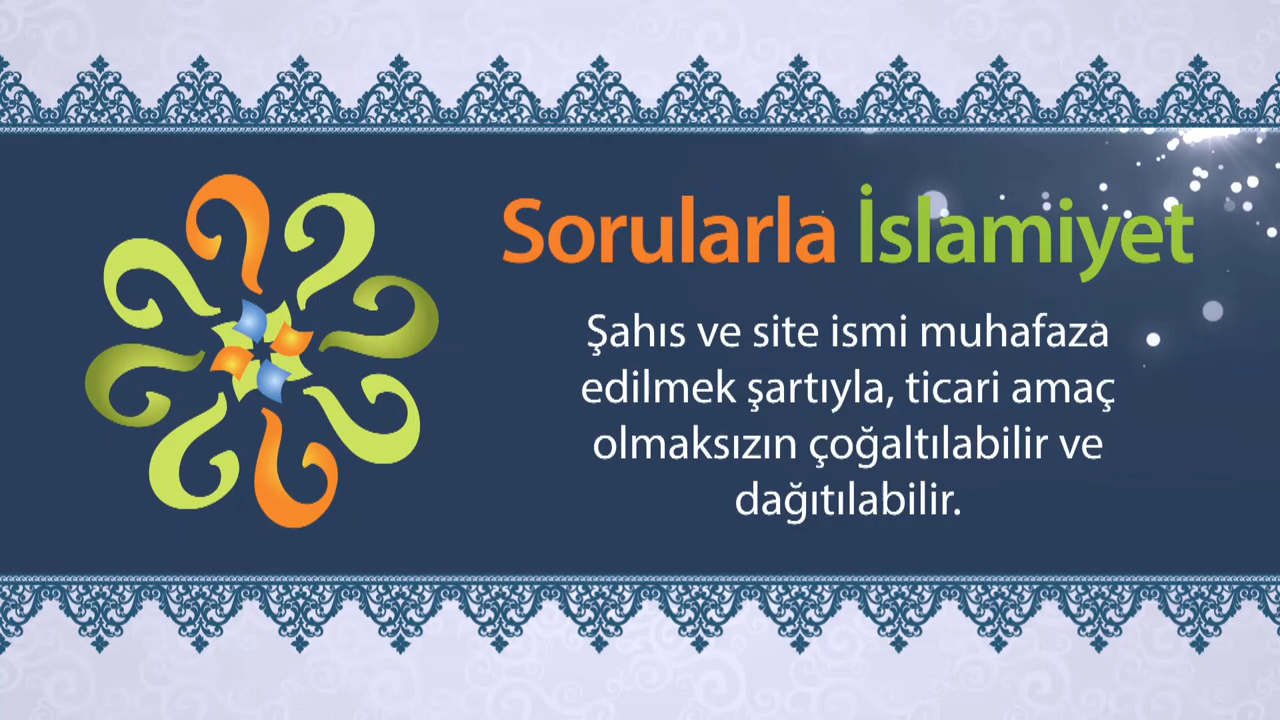 Sorularla İslamiyet
Şahıs ve site ismi muhafaza
edilmek şartıyla, ticari amaç
olmaksızın çoğaltılabilir ve
dağıtılabilir.